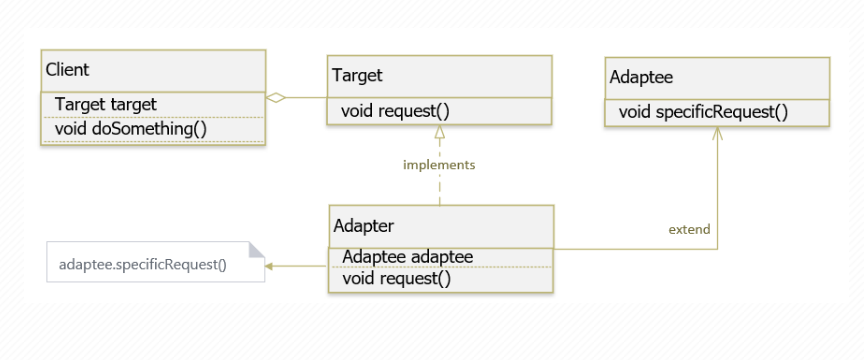 Client
Target target
void doSomething()
Target
void request()
Adaptee
void specificRequest()
implements
Adapter
Adaptee adaptee
void request()
extend
adaptee.specificRequest()